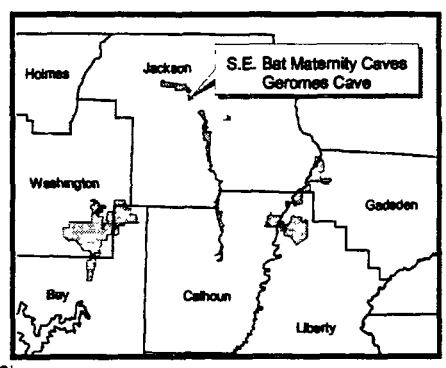 S.E. Bat Maternity Caves
Geromes Cave
Holmes
Jackson
Washington
Gadsden
Bay
Calhoun
Liberty